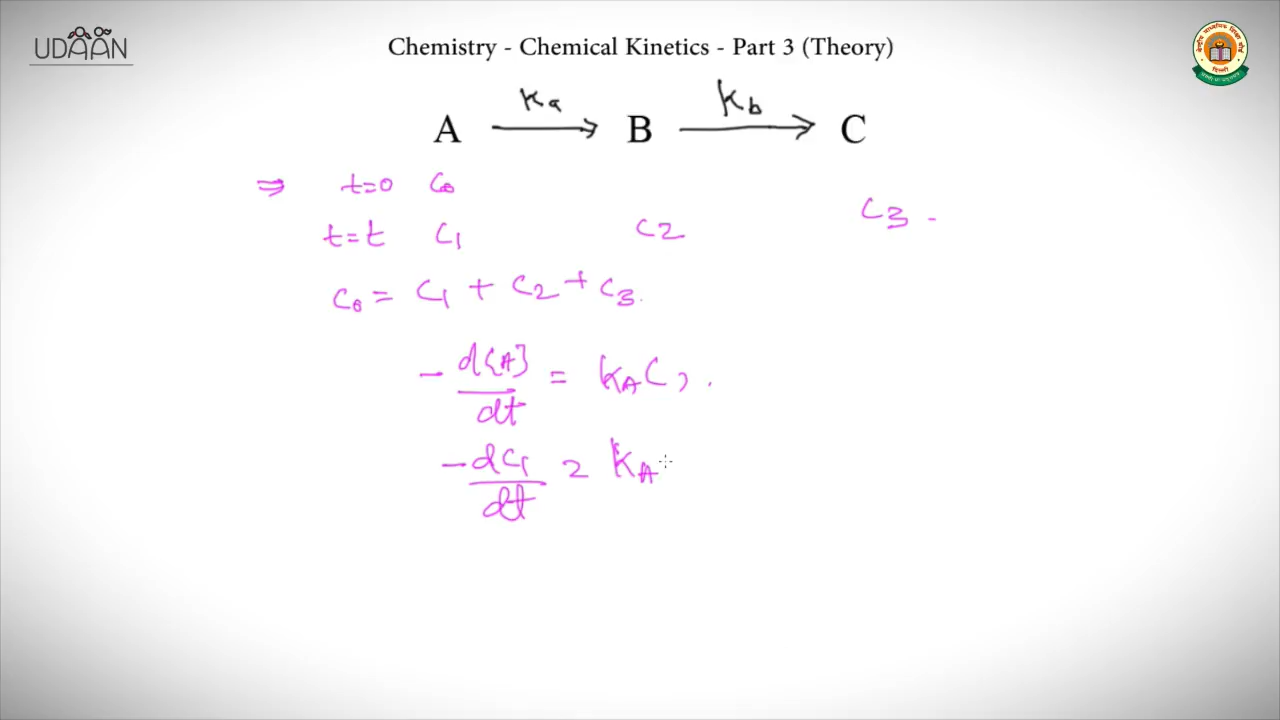 UDAAN
Chemistry - Chemical Kinetics - Part 3 (Theory)
Ka Kb
A → B → C
⇒ t=0 C0
t=t C1 C2 C3.
C0 = C1 + C2 + C3.
- d[A]/dt = KA C1.
- dC1/dt = KA